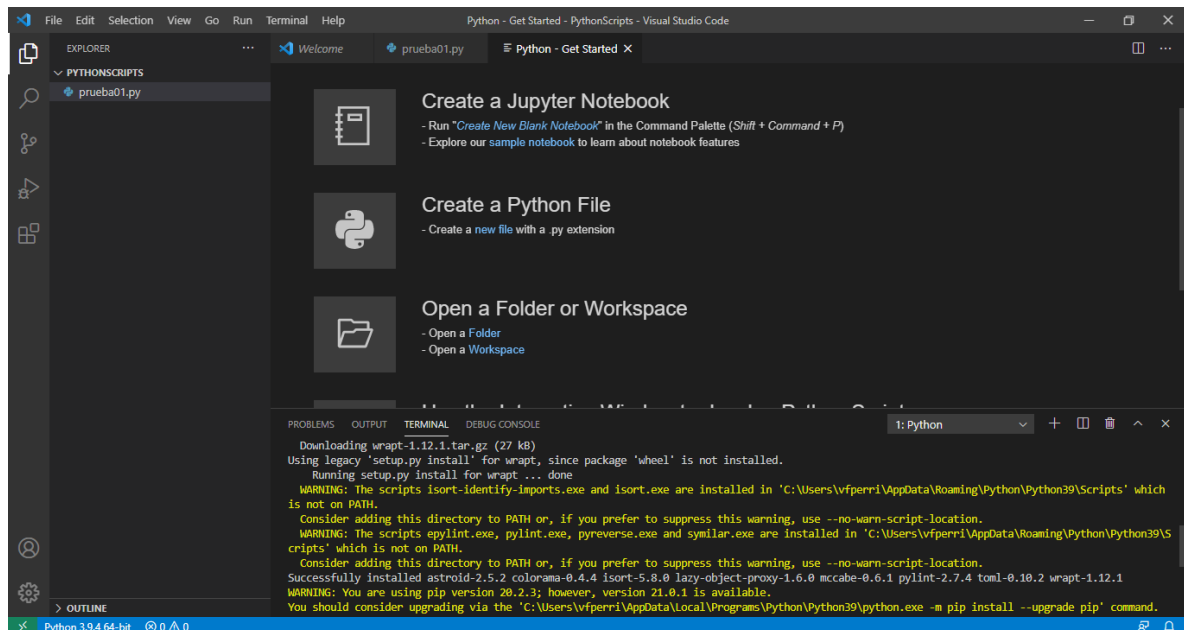 File Edit Selection View Go Run Terminal Help Python - Get Started - PythonScripts - Visual Studio Code
EXPLORER
PYTHONSCRIPTS
prueba01.py
OUTLINE
Welcome prueba01.py Python - Get Started
Create a Jupyter Notebook
- Run "Create New Blank Notebook" in the Command Palette (Shift + Command + P)
- Explore our sample notebook to learn about notebook features
Create a Python File
- Create a new file with a .py extension
Open a Folder or Workspace
- Open a Folder
- Open a Workspace
PROBLEMS OUTPUT TERMINAL DEBUG CONSOLE 1: Python
Downloading wrapt-1.12.1.tar.gz (27 kB)
Using legacy 'setup.py install' for wrapt, since package 'wheel' is not installed.
Running setup.py install for wrapt ... done
WARNING: The scripts isort-identify-imports.exe and isort.exe are installed in 'C:\Users\vfperri\AppData\Roaming\Python\Python39\Scripts' which
is not on PATH.
Consider adding this directory to PATH or, if you prefer to suppress this warning, use --no-warn-script-location.
WARNING: The scripts epylint.exe, pylint.exe, pyreverse.exe and symilar.exe are installed in 'C:\Users\vfperri\AppData\Roaming\Python\Python39\S
cripts' which is not on PATH.
Consider adding this directory to PATH or, if you prefer to suppress this warning, use --no-warn-script-location.
Successfully installed astroid-2.5.2 colorama-0.4.4 isort-5.8.0 lazy-object-proxy-1.6.0 mccabe-0.6.1 pylint-2.7.4 toml-0.10.2 wrapt-1.12.1
WARNING: You are using pip version 20.2.3; however, version 21.0.1 is available.
You should consider upgrading via the 'C:\Users\vfperri\AppData\Local\Programs\Python\Python39\python.exe -m pip install --upgrade pip' command.
Python 3.9.4 64-bit 0 0